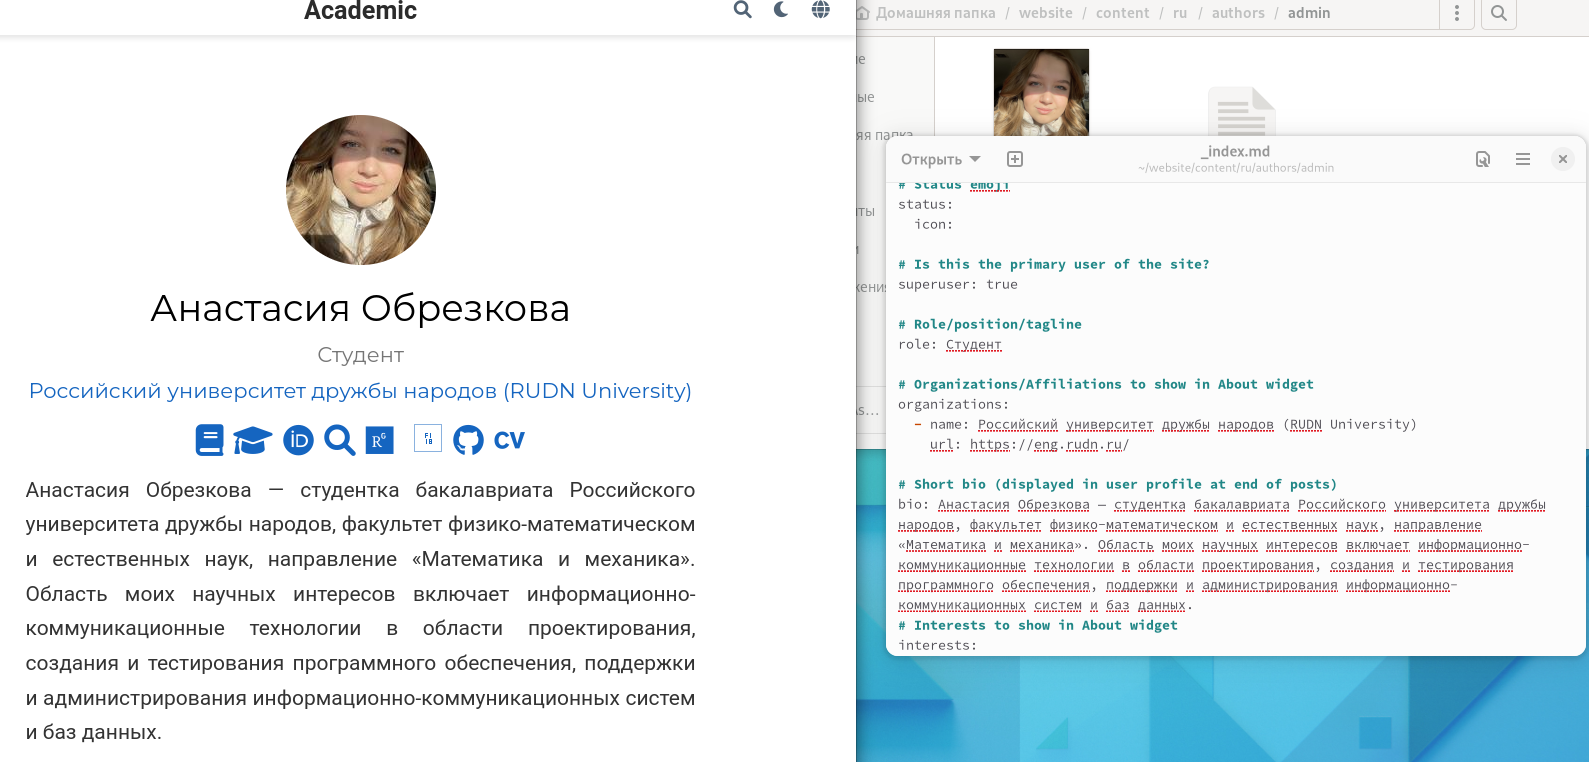 Academic
Анастасия Обрезкова
Студент
Российский университет дружбы народов (RUDN University)
iD
RG
FI
IB
CV
Анастасия Обрезкова — студентка бакалавриата Российского
университета дружбы народов, факультет физико-математическом
и естественных наук, направление «Математика и механика».
Область моих научных интересов включает информационно-
коммуникационные технологии в области проектирования,
создания и тестирования программного обеспечения, поддержки
и администрирования информационно-коммуникационных систем
и баз данных.
Домашняя папка / website / content / ru / authors / admin
Открыть
_index.md
~/website/content/ru/authors/admin
# Status emoji
status:
icon:
# Is this the primary user of the site?
superuser: true
# Role/position/tagline
role: Студент
# Organizations/Affiliations to show in About widget
organizations:
- name: Российский университет дружбы народов (RUDN University)
url: https://eng.rudn.ru/
# Short bio (displayed in user profile at end of posts)
bio: Анастасия Обрезкова — студентка бакалавриата Российского университета дружбы
народов, факультет физико-математическом и естественных наук, направление
«Математика и механика». Область моих научных интересов включает информационно-
коммуникационные технологии в области проектирования, создания и тестирования
программного обеспечения, поддержки и администрирования информационно-
коммуникационных систем и баз данных.
# Interests to show in About widget
interests: